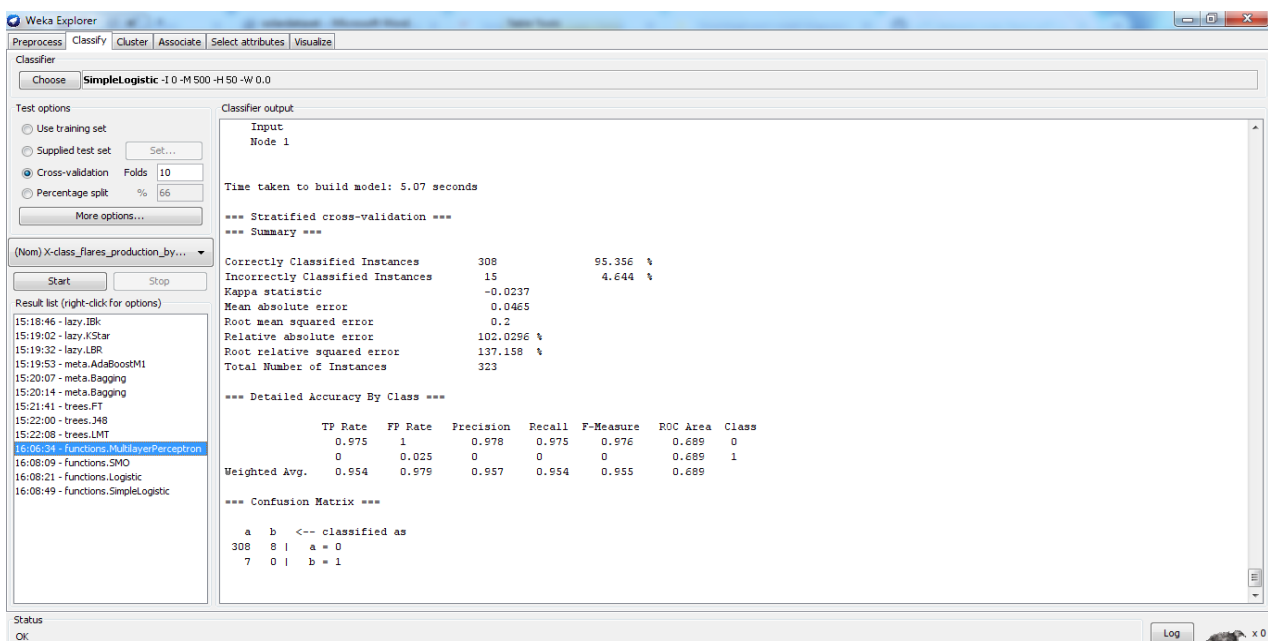 Weka Explorer
Preprocess Classify Cluster Associate Select attributes Visualize
Classifier
Choose SimpleLogistic -I 0 -M 500 -H 50 -W 0.0
Test options
Use training set
Supplied test set Set...
Cross-validation Folds 10
Percentage split % 66
More options...
(Nom) X-class_flares_production_by...
Start Stop
Result list (right-click for options)
15:18:46 - lazy.IBk
15:19:02 - lazy.KStar
15:19:32 - lazy.LBR
15:19:53 - meta.AdaBoostM1
15:20:07 - meta.Bagging
15:20:14 - meta.Bagging
15:21:41 - trees.FT
15:22:00 - trees.J48
15:22:08 - trees.LMT
16:06:34 - functions.MultilayerPerceptron
16:08:09 - functions.SMO
16:08:21 - functions.Logistic
16:08:49 - functions.SimpleLogistic
Classifier output
Input
Node 1
Time taken to build model: 5.07 seconds
=== Stratified cross-validation ===
=== Summary ===
Correctly Classified Instances 308 95.356 %
Incorrectly Classified Instances 15 4.644 %
Kappa statistic -0.0237
Mean absolute error 0.0465
Root mean squared error 0.2
Relative absolute error 102.0296 %
Root relative squared error 137.158 %
Total Number of Instances 323
=== Detailed Accuracy By Class ===
TP Rate FP Rate Precision Recall F-Measure ROC Area Class
0.975 1 0.978 0.975 0.976 0.689 0
0 0.025 0 0 0 0.689 1
Weighted Avg. 0.954 0.979 0.957 0.954 0.955 0.689
=== Confusion Matrix ===
a b <-- classified as
308 8 | a = 0
7 0 | b = 1
Status
OK
Log
x 0